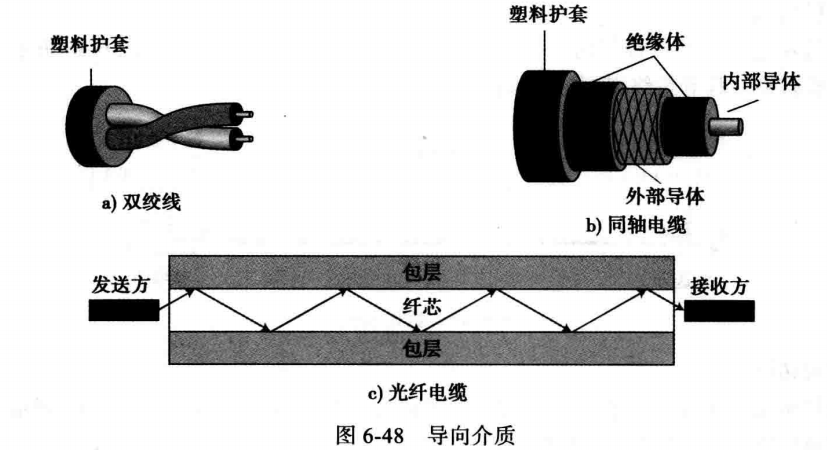 塑料护套
a) 双绞线
塑料护套
绝缘体
内部导体
外部导体
b) 同轴电缆
发送方
包层
纤芯
包层
接收方
c) 光纤电缆
图 6-48 导向介质